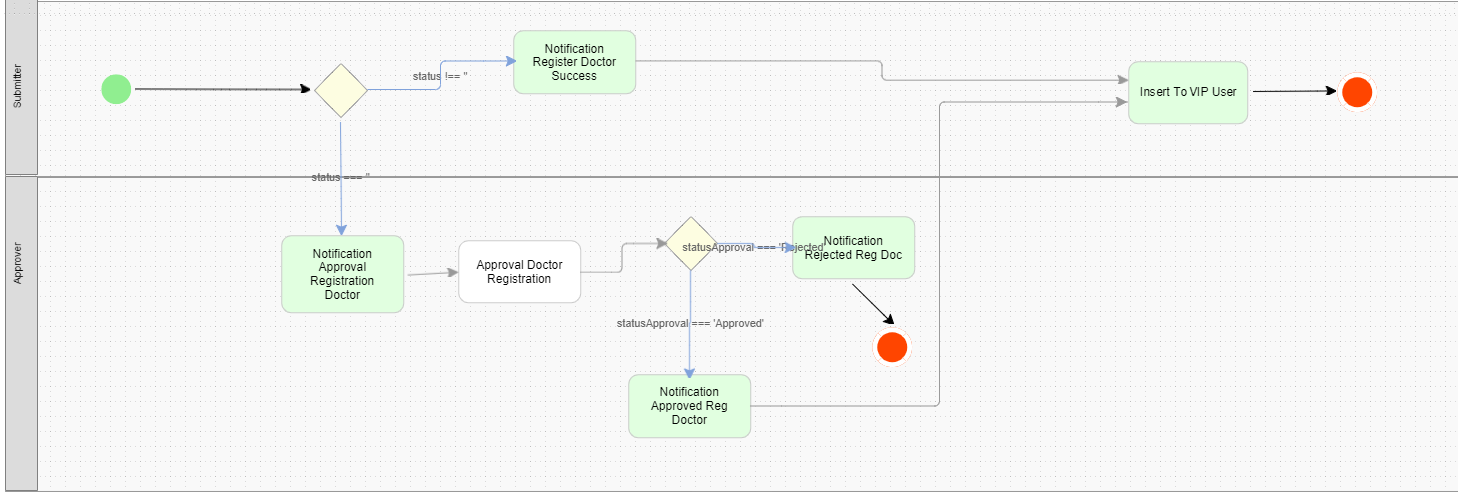 Submitter
status !== ''
Notification
Register Doctor
Success
Insert To VIP User
status === ''
Approver
Notification
Approval
Registration
Doctor
Approval Doctor
Registration
statusApproval === 'Rejected'
Notification
Rejected Reg Doc
statusApproval === 'Approved'
Notification
Approved Reg
Doctor